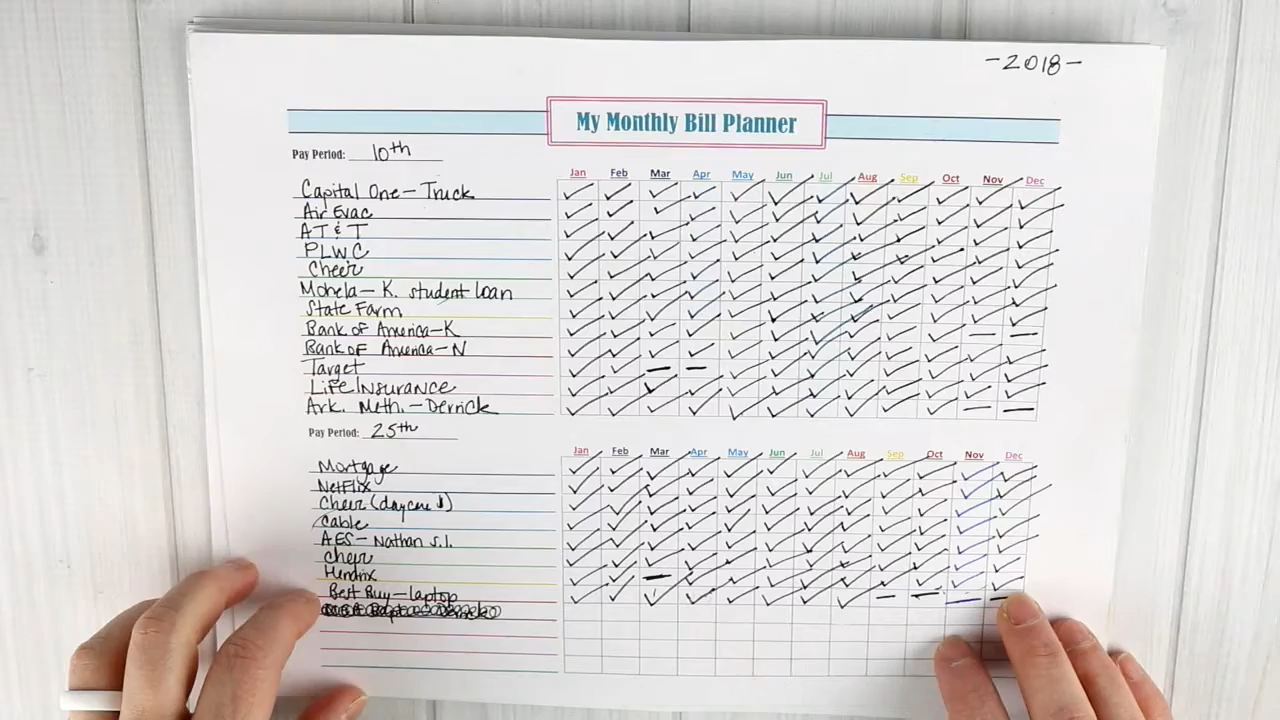 -2018-
My Monthly Bill Planner
Pay Period: 10th
Jan Feb Mar Apr May Jun Jul Aug Sep Oct Nov Dec
Capital One - Truck
Air Evac
AT&T
PLWC
Cheer
Mohela - K. student loan
State Farm
Bank of America - K
Bank of America - N
Target
Life Insurance
Ark. Meth. - Derrick
Pay Period: 25th
Jan Feb Mar Apr May Jun Jul Aug Sep Oct Nov Dec
Mortgage
Netflix
Cheer (daycare)
Cable
AES - Nathan s.l.
Cheer
Hendrix
Best Buy - laptop